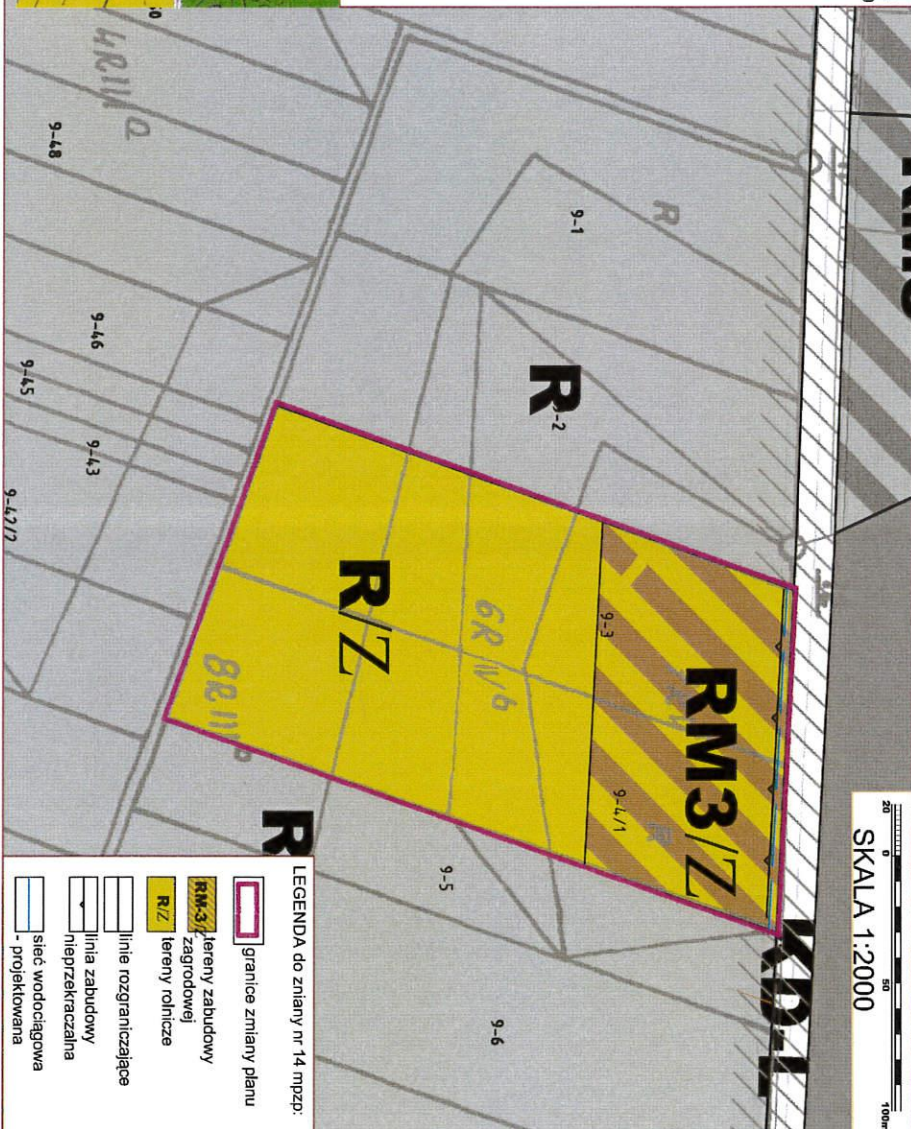 SKALA 1:2000
20 0 50 100m
R
9-1
R
9-2
9-3
9-4/1
RM3/Z
R/Z
6R IVb
R
9-5
9-6
9-48
9-46
9-45
9-43
9-42/2
LEGENDA do zmiany nr 14 mpzp:
granice zmiany planu
RM-3/Z tereny zabudowy
zagrodowej
R/Z tereny rolnicze
linie rozgraniczające
linia zabudowy
nieprzekraczalna
sieć wodociągowa
- projektowana